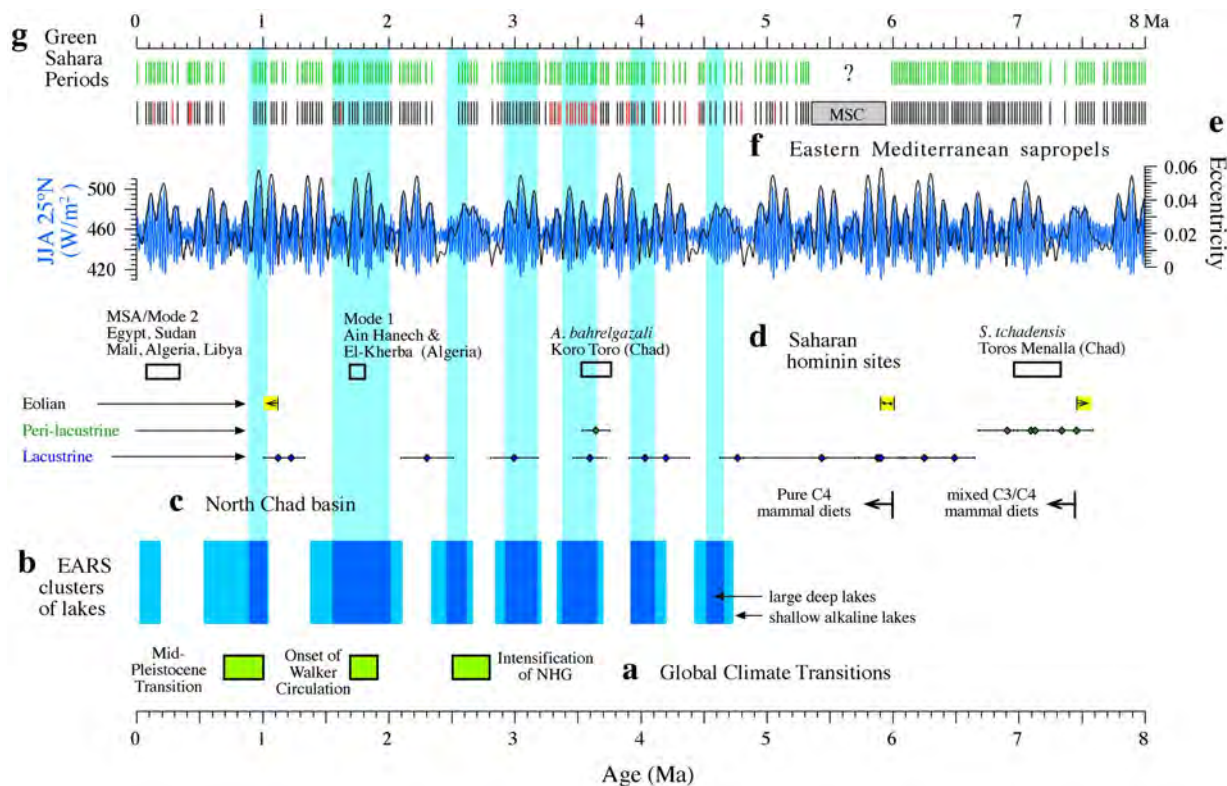 0 1 2 3 4 5 6 7 8 Ma
g Green
Sahara
Periods
?
MSC
e
f Eastern Mediterranean sapropels
JJA 25°N
(W/m²)
500
460
420
0.06
0.04
0.02
0
Eccentricity
MSA/Mode 2
Egypt, Sudan
Mali, Algeria, Libya
Mode 1
Ain Hanech &
El-Kherba (Algeria)
A. bahrelgazali
Koro Toro (Chad)
d Saharan
hominin sites
S. tchadensis
Toros Menalla (Chad)
Eolian
Peri-lacustrine
Lacustrine
c North Chad basin
Pure C4
mammal diets
mixed C3/C4
mammal diets
b EARS
clusters
of lakes
large deep lakes
shallow alkaline lakes
Mid-
Pleistocene
Transition
Onset of
Walker
Circulation
Intensification
of NHG
a Global Climate Transitions
0 1 2 3 4 5 6 7 8
Age (Ma)